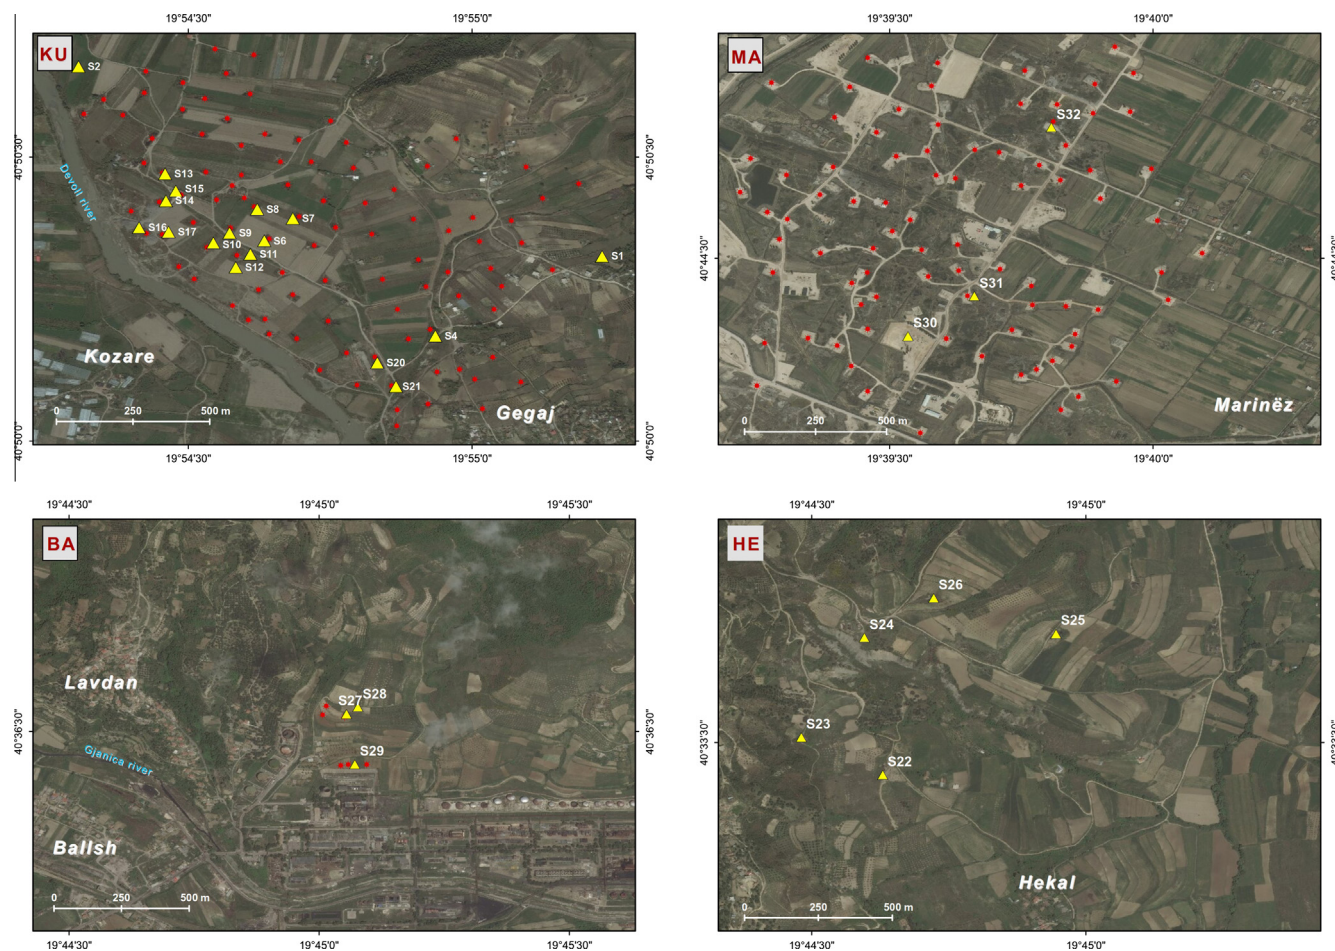 19°54'30"
19°55'0"
KU
S2
Devoll river
S13
S15
S14
S16
S17
S8
S7
S9
S6
S10
S11
S12
S1
S4
S20
S21
Kozare
Gegaj
0 250 500 m
40°50'30"
40°50'0"
40°50'30"
40°50'0"
19°54'30"
19°55'0"
19°39'30"
19°40'0"
MA
S32
S31
S30
Marinëz
0 250 500 m
40°44'30"
40°44'30"
19°39'30"
19°40'0"
19°44'30"
19°45'0"
19°45'30"
BA
Lavdan
S28
S27
S29
Gjanica river
Ballsh
0 250 500 m
40°36'30"
40°36'30"
19°44'30"
19°45'0"
19°45'30"
19°44'30"
19°45'0"
HE
S26
S25
S24
S23
S22
Hekal
0 250 500 m
40°33'30"
40°33'30"
19°44'30"
19°45'0"